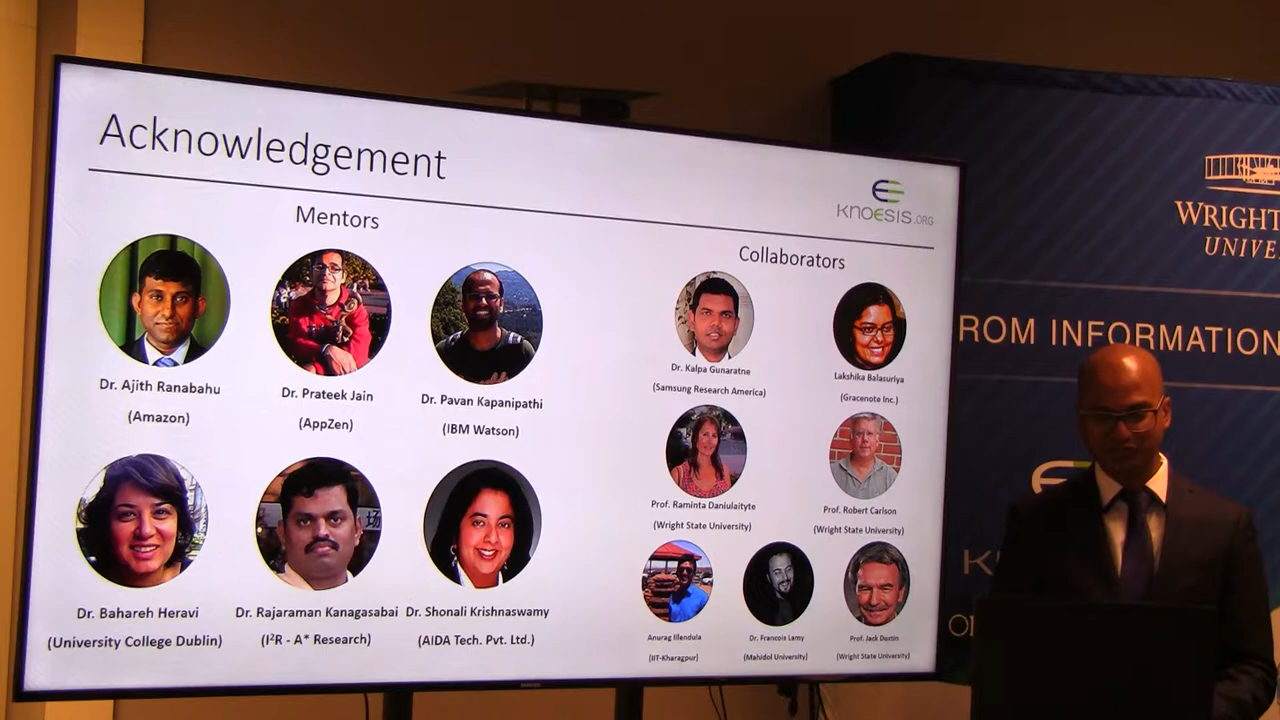 Acknowledgement
KNOESIS.ORG
Mentors
Dr. Ajith Ranabahu
(Amazon)
Dr. Prateek Jain
(AppZen)
Dr. Pavan Kapanipathi
(IBM Watson)
Dr. Bahareh Heravi
(University College Dublin)
Dr. Rajaraman Kanagasabai
(I²R - A* Research)
Dr. Shonali Krishnaswamy
(AIDA Tech. Pvt. Ltd.)
Collaborators
Dr. Kalpa Gunaratne
(Samsung Research America)
Lakshika Balasuriya
(Gracenote Inc.)
Prof. Raminta Daniulaityte
(Wright State University)
Prof. Robert Carlson
(Wright State University)
Anurag Illendula
(IIT-Kharagpur)
Dr. Francois Lamy
(Mahidol University)
Prof. Jack Dustin
(Wright State University)
SAMSUNG
WRIGHT
UNIVE
ROM INFORMATION
KN